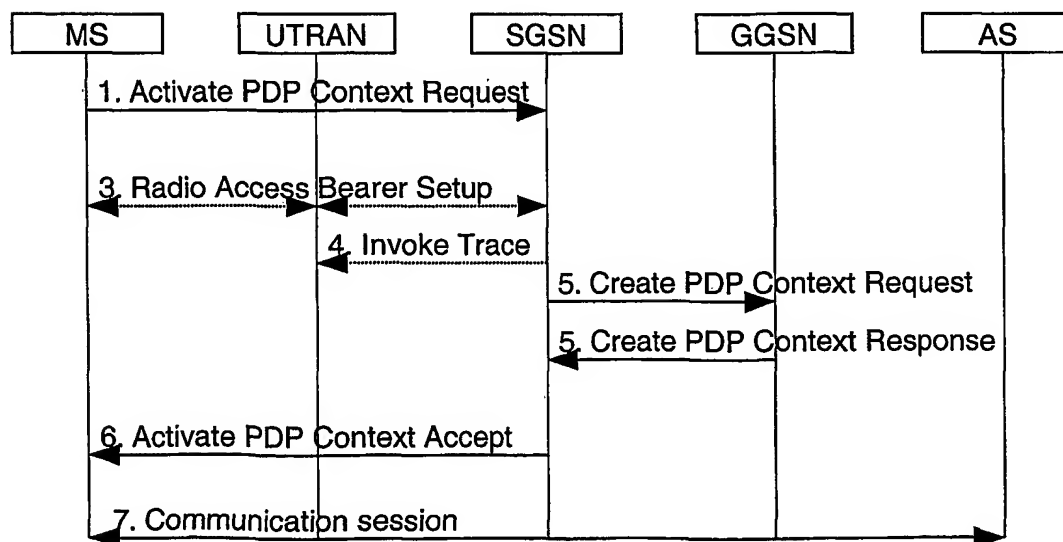 MS UTRAN SGSN GGSN AS
1. Activate PDP Context Request
3. Radio Access Bearer Setup
4. Invoke Trace
5. Create PDP Context Request
5. Create PDP Context Response
6. Activate PDP Context Accept
7. Communication session